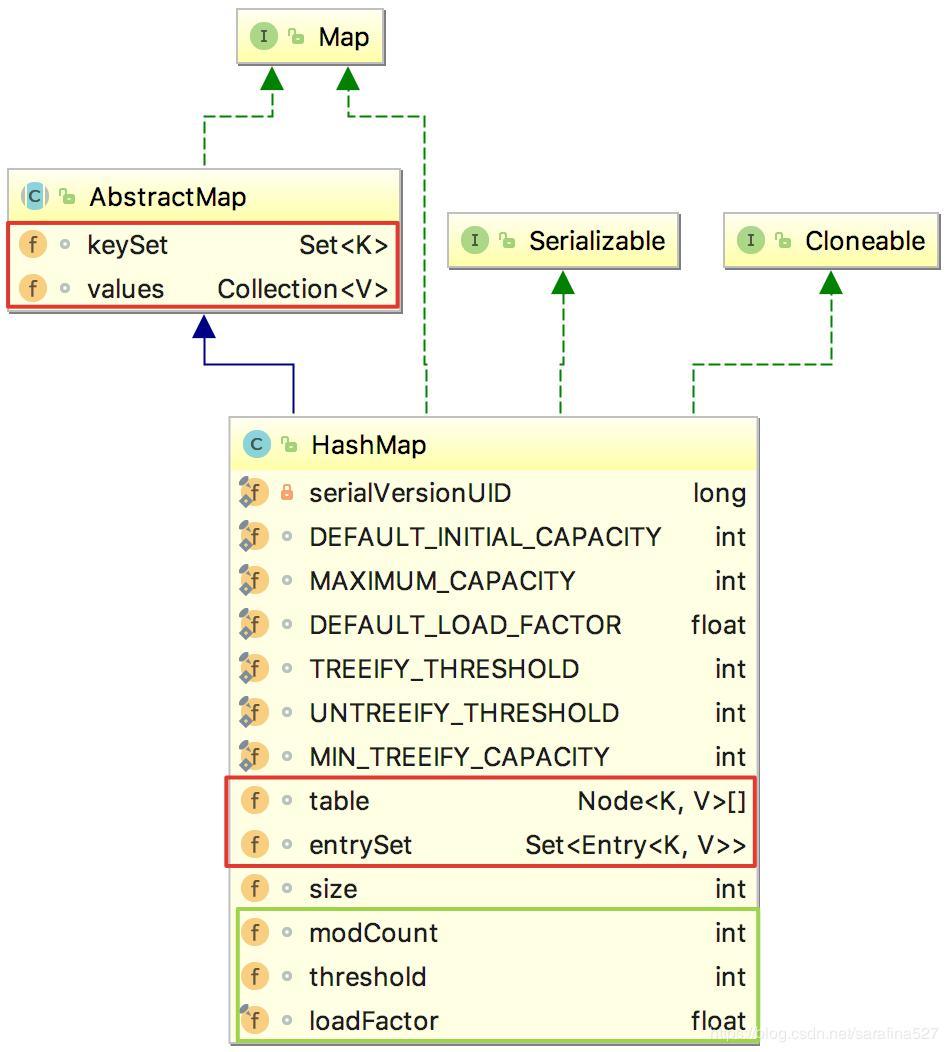 I Map
C AbstractMap
f keySet Set<K>
f values Collection<V>
I Serializable
I Cloneable
C HashMap
f serialVersionUID long
f DEFAULT_INITIAL_CAPACITY int
f MAXIMUM_CAPACITY int
f DEFAULT_LOAD_FACTOR float
f TREEIFY_THRESHOLD int
f UNTREEIFY_THRESHOLD int
f MIN_TREEIFY_CAPACITY int
f table Node<K, V>[]
f entrySet Set<Entry<K, V>>
f size int
f modCount int
f threshold int
f loadFactor float
https://blog.csdn.net/sarafina527